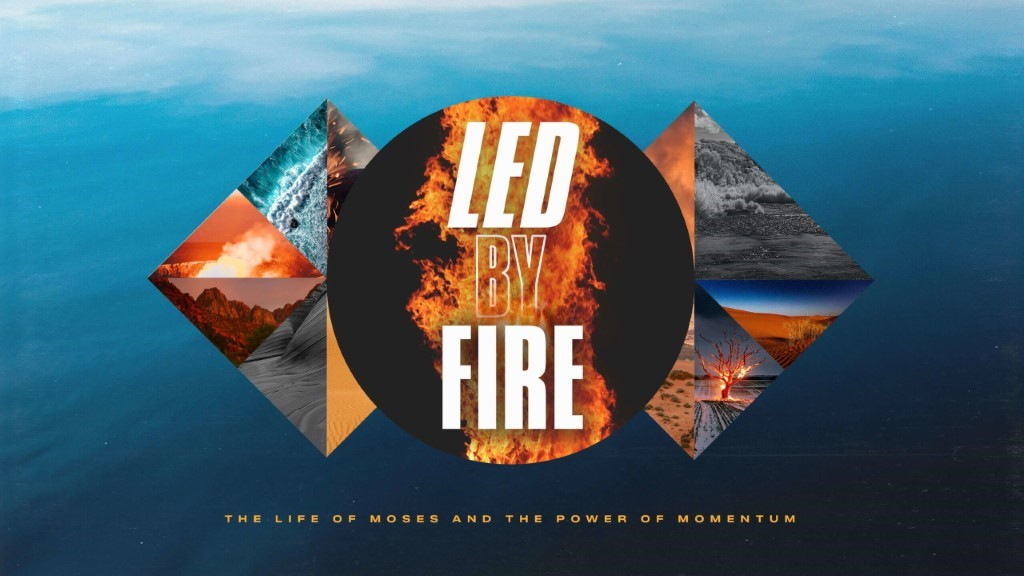 LED
BY
FIRE
THE LIFE OF MOSES AND THE POWER OF MOMENTUM